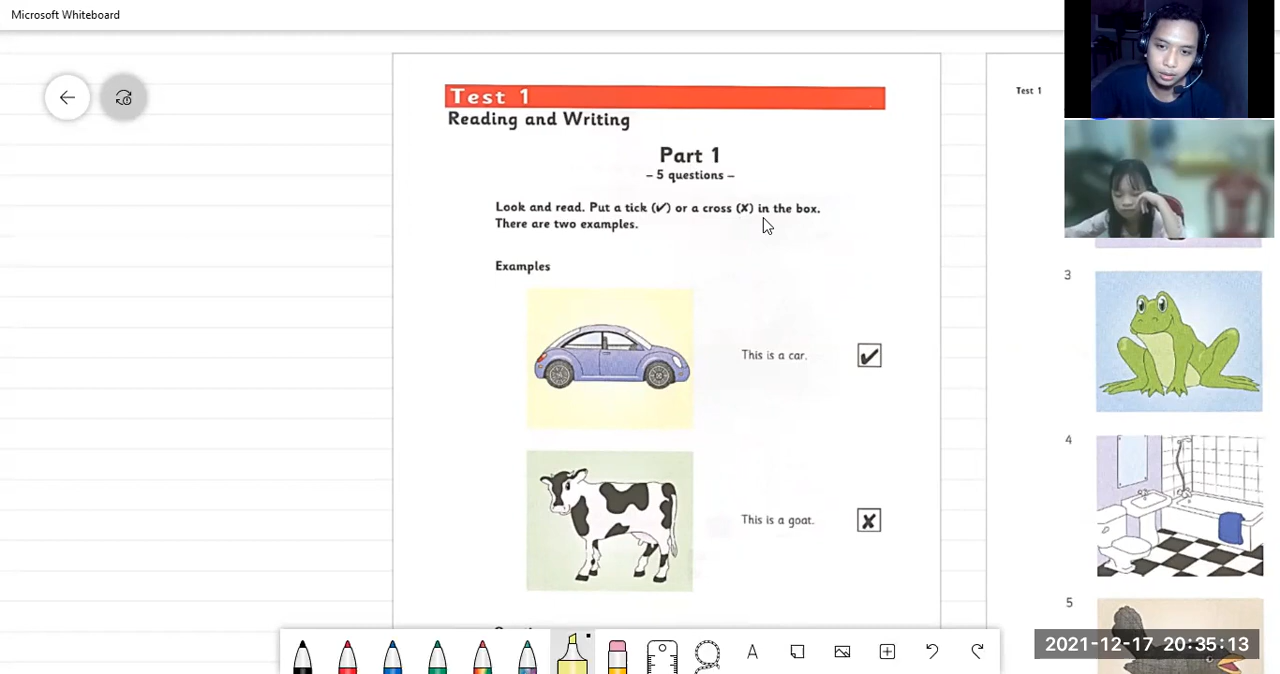 Microsoft Whiteboard
Test 1
Reading and Writing
Part 1
– 5 questions –
Look and read. Put a tick (✔) or a cross (✘) in the box.
There are two examples.
Examples
This is a car.
This is a goat.
Test 1
3
4
5
A
2021-12-17 20:35:13